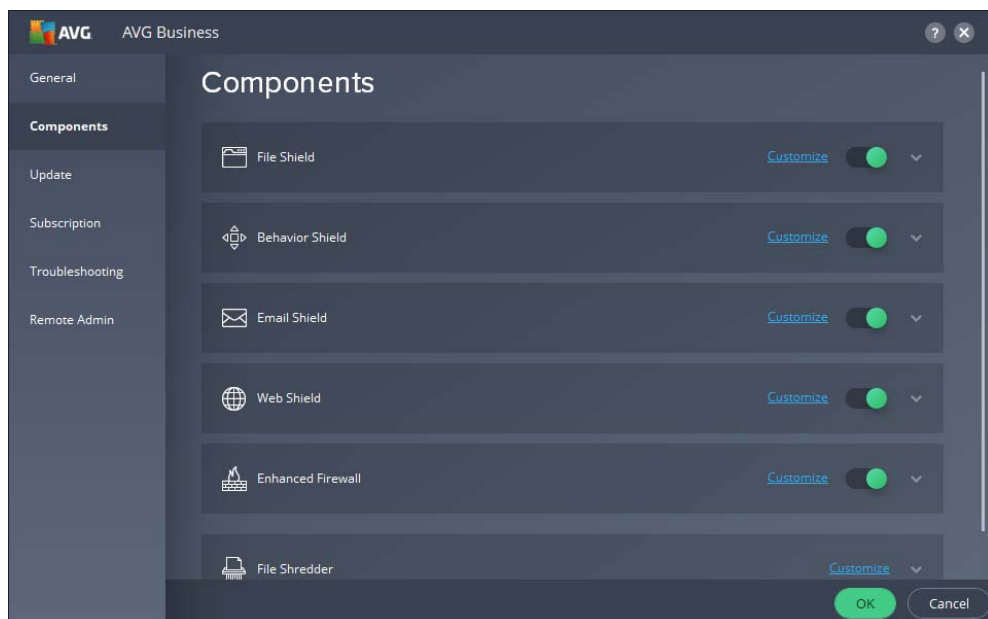 AVG AVG Business ? X
General
Components
Update
Subscription
Troubleshooting
Remote Admin
Components
File Shield Customize
Behavior Shield Customize
Email Shield Customize
Web Shield Customize
Enhanced Firewall Customize
File Shredder Customize
OK Cancel